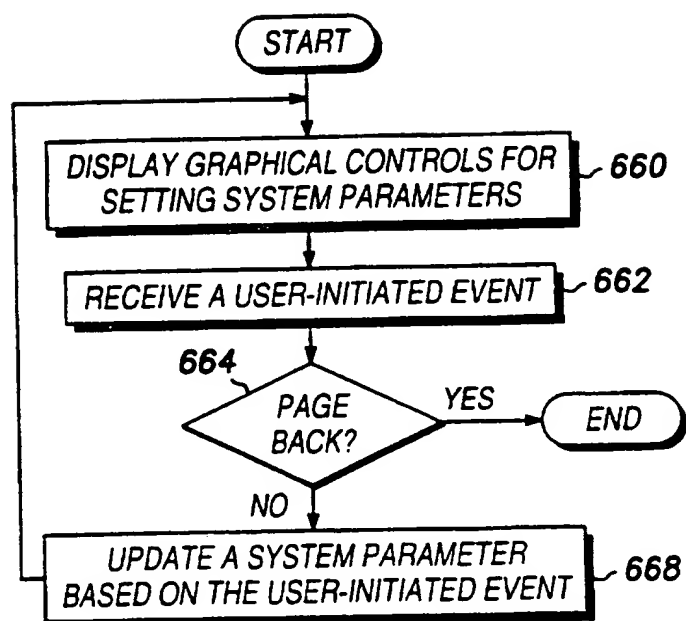 START
DISPLAY GRAPHICAL CONTROLS FOR
SETTING SYSTEM PARAMETERS
660
RECEIVE A USER-INITIATED EVENT
662
664
PAGE
BACK?
YES
END
NO
UPDATE A SYSTEM PARAMETER
BASED ON THE USER-INITIATED EVENT
668